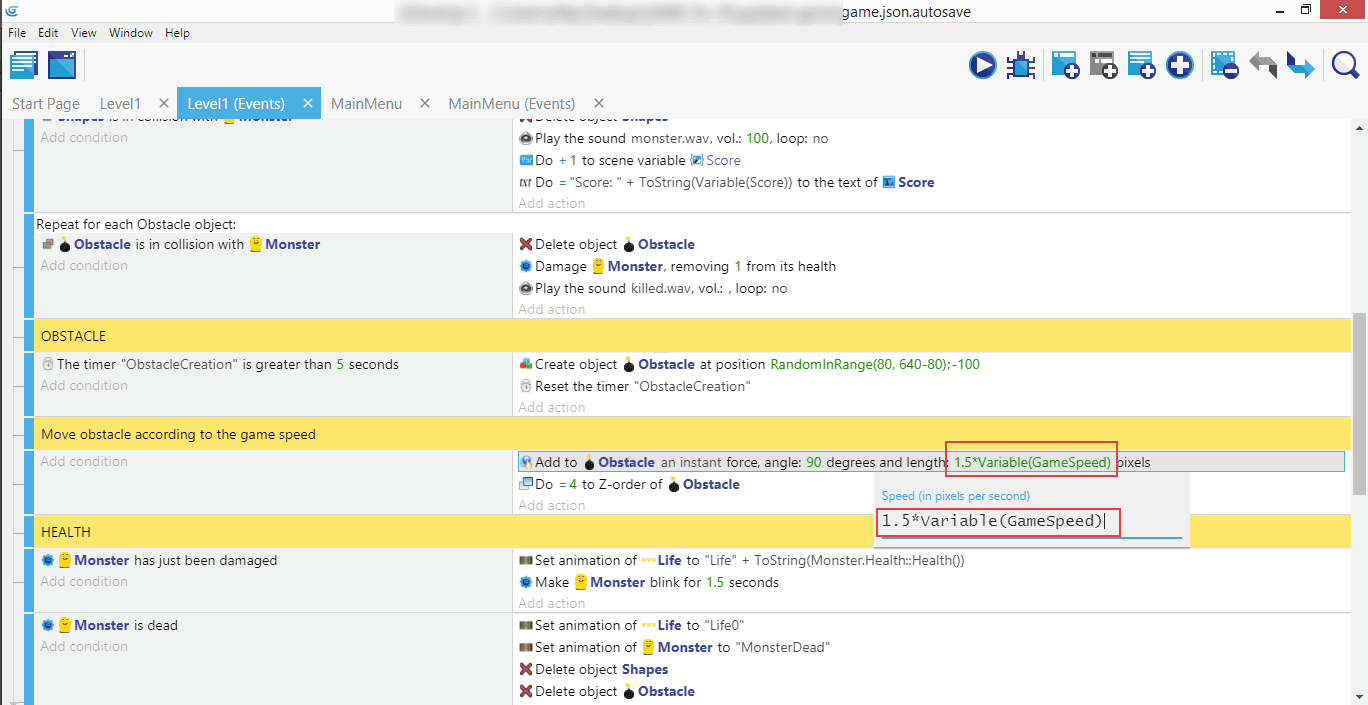 game.json.autosave
File Edit View Window Help
Start Page Level1 × Level1 (Events) × MainMenu × MainMenu (Events) ×
Shapes is in collision with Monster
Add condition
Delete object Shapes
Play the sound monster.wav, vol.: 100, loop: no
Do + 1 to scene variable Score
Do = "Score: " + ToString(Variable(Score)) to the text of Score
Add action
Repeat for each Obstacle object:
Obstacle is in collision with Monster
Add condition
Delete object Obstacle
Damage Monster, removing 1 from its health
Play the sound killed.wav, vol.: , loop: no
Add action
OBSTACLE
The timer "ObstacleCreation" is greater than 5 seconds
Add condition
Create object Obstacle at position RandomInRange(80, 640-80);-100
Reset the timer "ObstacleCreation"
Add action
Move obstacle according to the game speed
Add condition
Add to Obstacle an instant force, angle: 90 degrees and length: 1.5*Variable(GameSpeed) pixels
Do = 4 to Z-order of Obstacle
Add action
Speed (in pixels per second)
1.5*Variable(GameSpeed)
HEALTH
Monster has just been damaged
Add condition
Set animation of Life to "Life" + ToString(Monster.Health::Health())
Make Monster blink for 1.5 seconds
Add action
Monster is dead
Add condition
Set animation of Life to "Life0"
Set animation of Monster to "MonsterDead"
Delete object Shapes
Delete object Obstacle